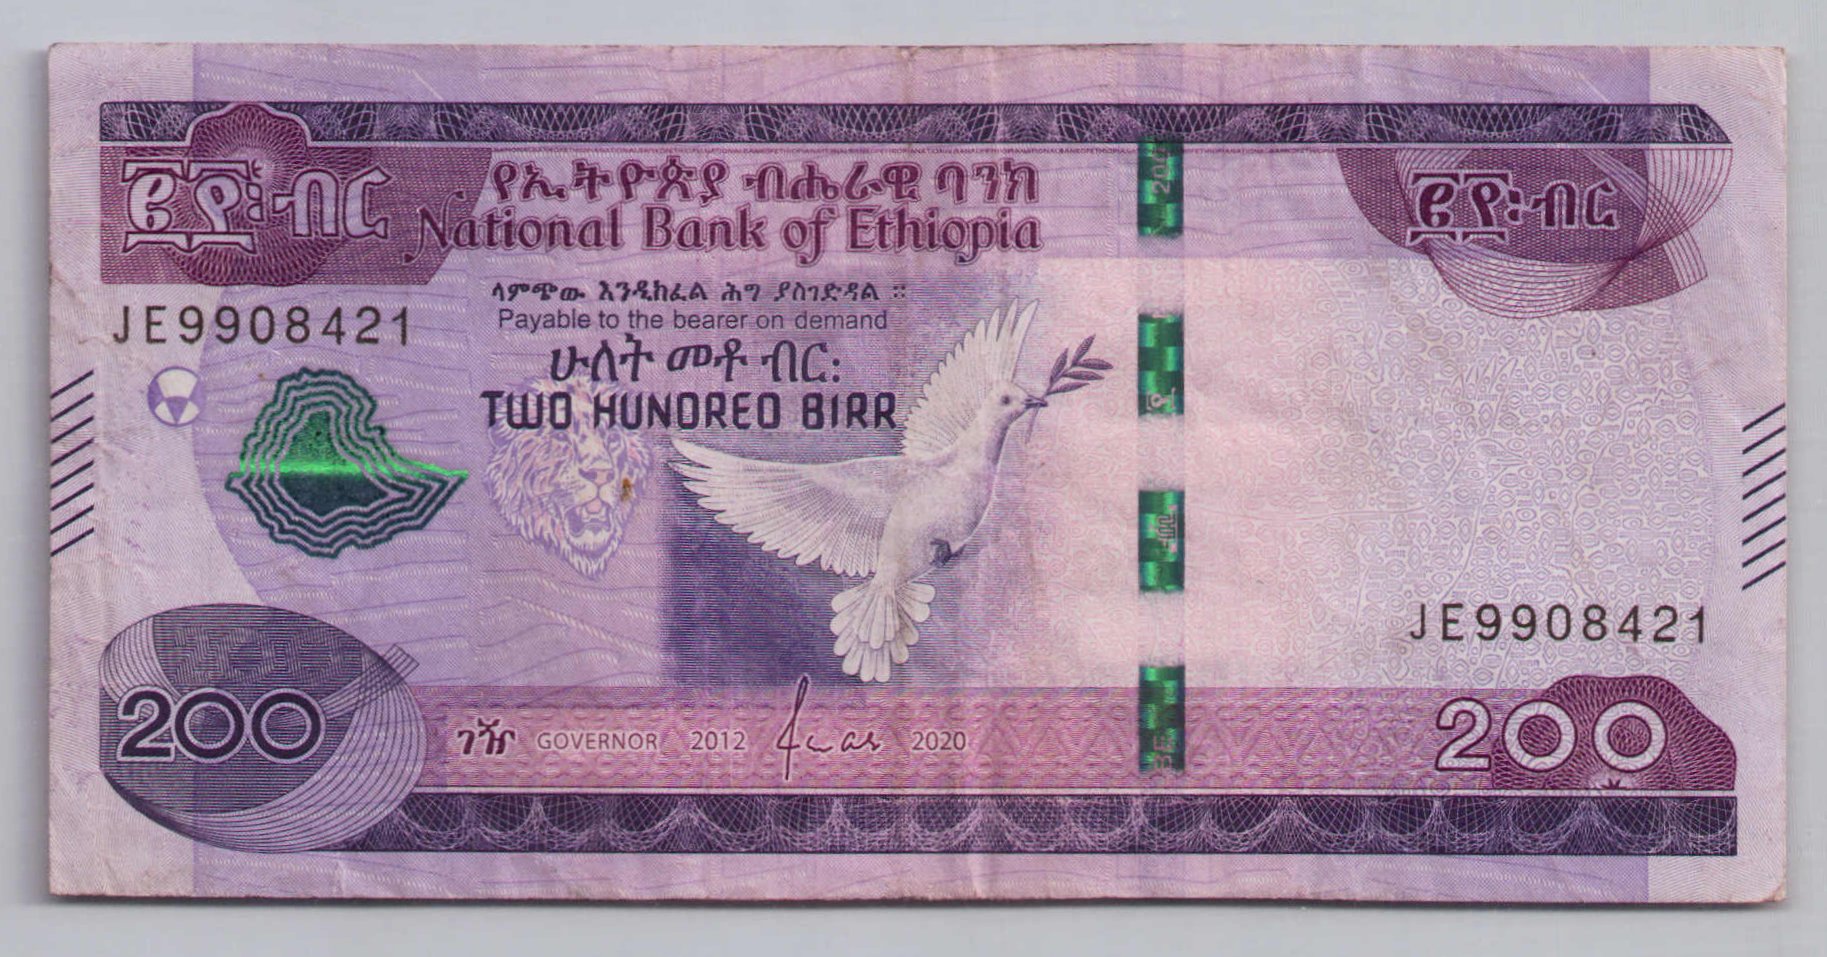 ፪፻፡ብር
የኢትዮጵያ ብሔራዊ ባንክ
፪፻፡ብር
National Bank of Ethiopia
ላምጭው እንዲከፈል ሕግ ያስገድዳል ።
JE9908421
Payable to the bearer on demand
ሁለት መቶ ብር፡
TWO HUNDRED BIRR
JE9908421
200
ገዥ GOVERNOR 2012 2020
200